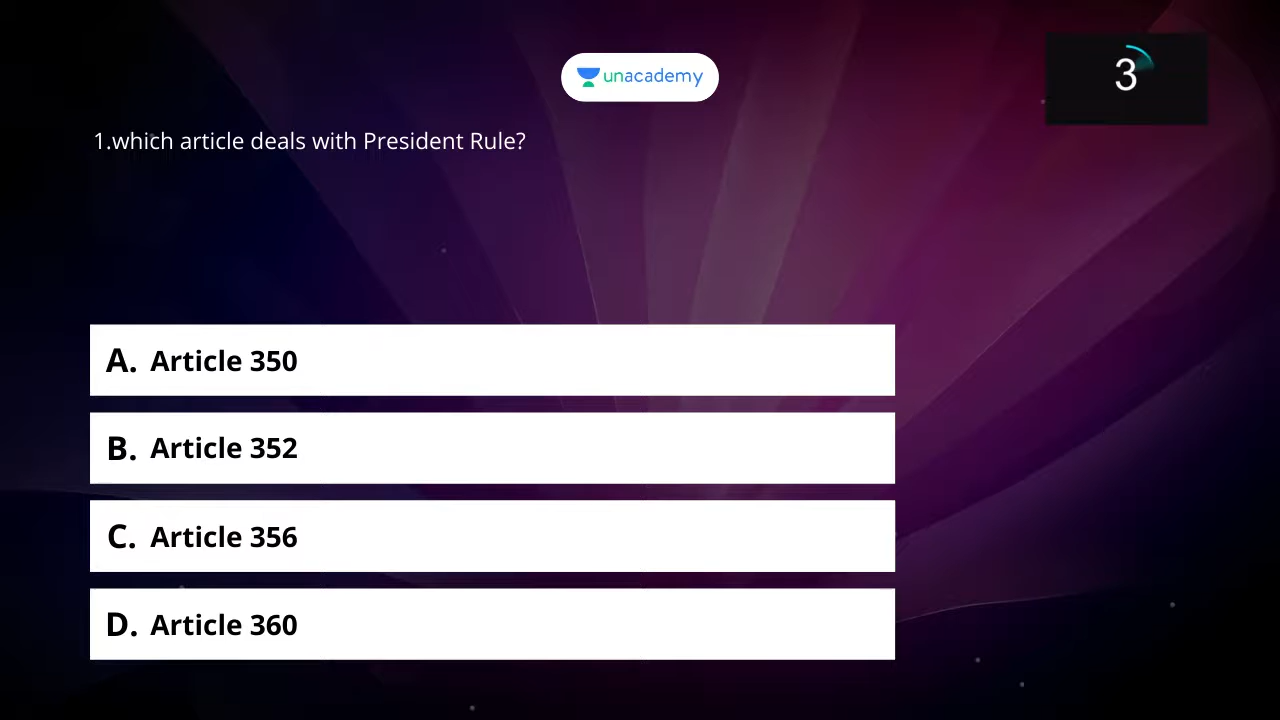 unacademy
3
1.which article deals with President Rule?
A. Article 350
B. Article 352
C. Article 356
D. Article 360